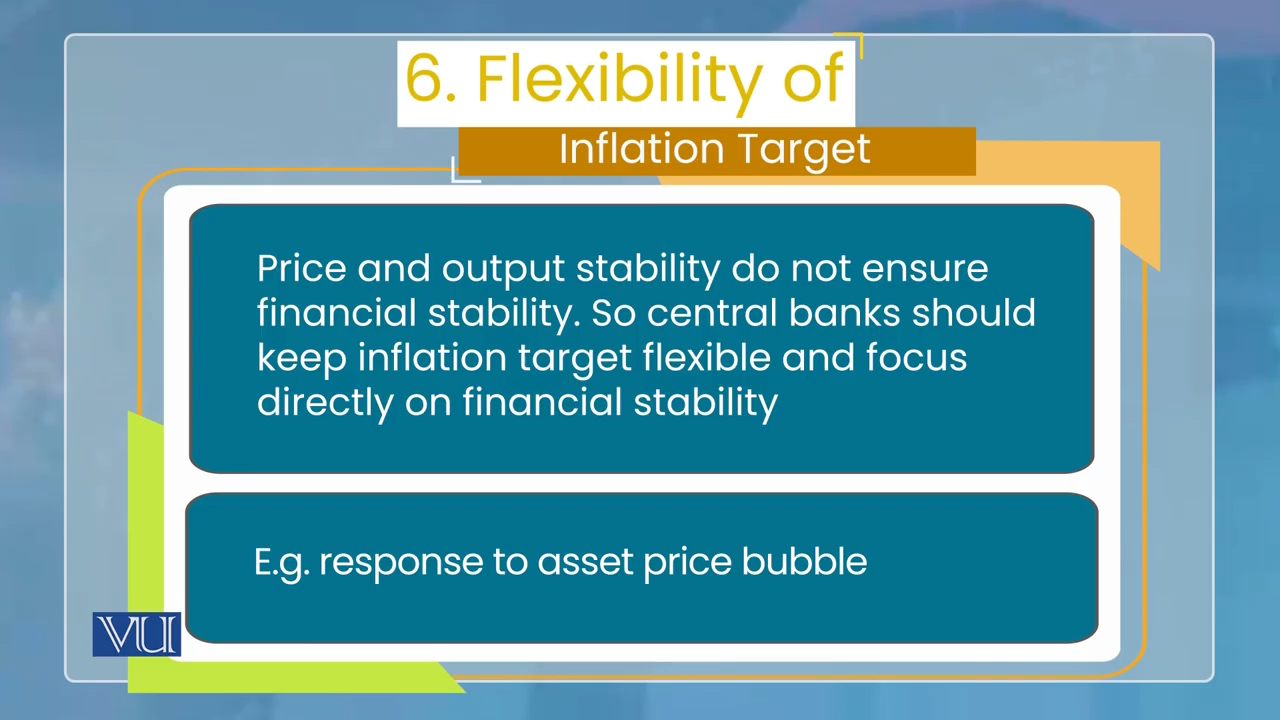 6. Flexibility of
Inflation Target
Price and output stability do not ensure
financial stability. So central banks should
keep inflation target flexible and focus
directly on financial stability
E.g. response to asset price bubble
VU